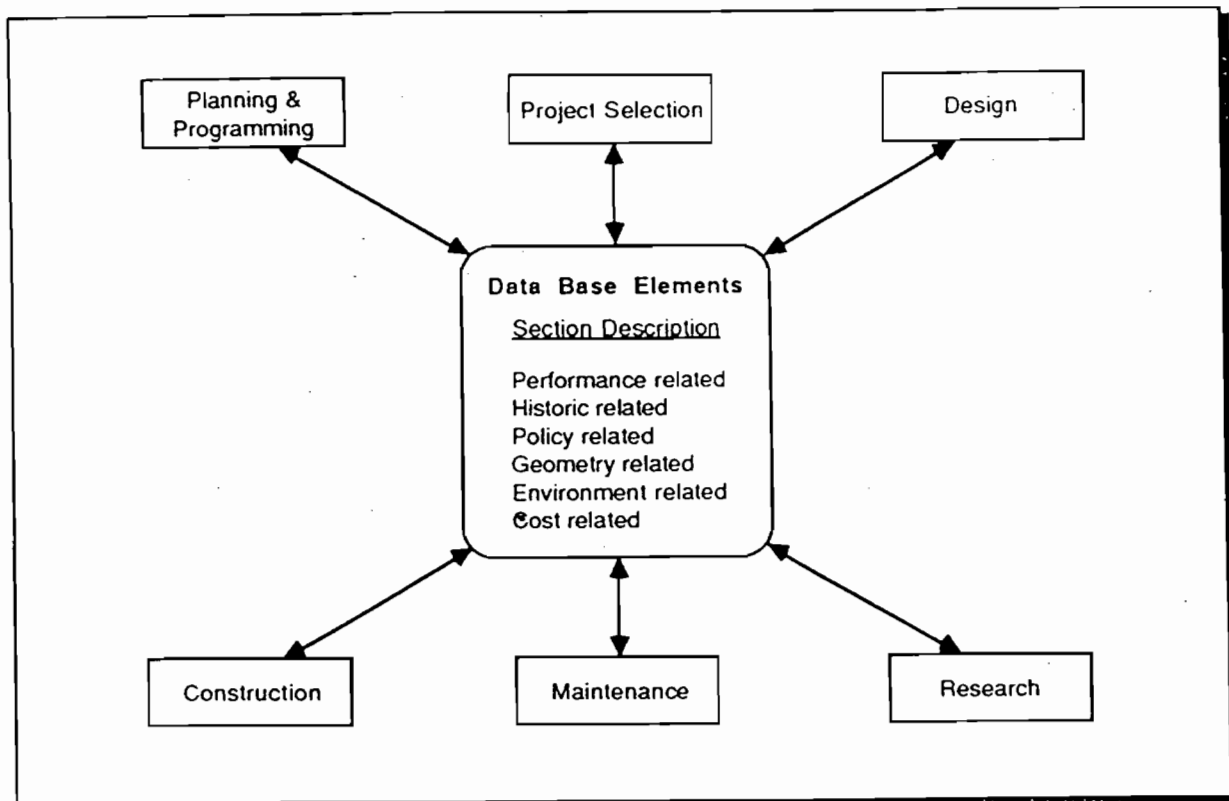 Planning &
Programming
Project Selection
Design
Data Base Elements
Section Description
Performance related
Historic related
Policy related
Geometry related
Environment related
Cost related
Construction
Maintenance
Research